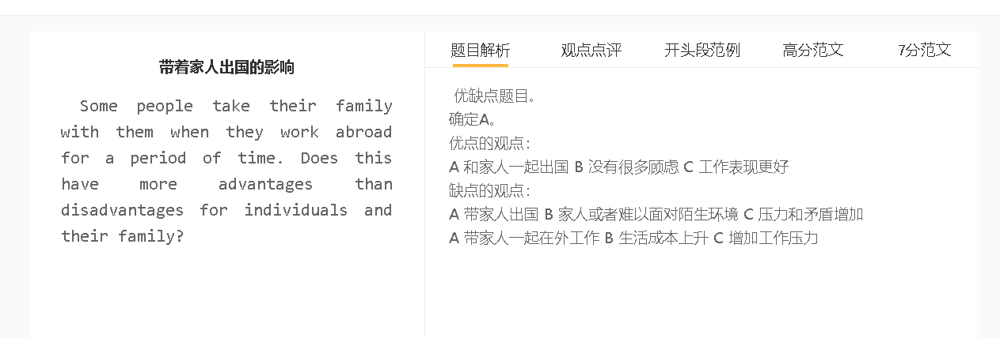 带着家人出国的影响
Some people take their family
with them when they work abroad
for a period of time. Does this
have more advantages than
disadvantages for individuals and
their family?
题目解析 观点点评 开头段范例 高分范文 7分范文
优缺点题目。
确定A。
优点的观点：
A 和家人一起出国 B 没有很多顾虑 C 工作表现更好
缺点的观点：
A 带家人出国 B 家人或者难以面对陌生环境 C 压力和矛盾增加
A 带家人一起在外工作 B 生活成本上升 C 增加工作压力